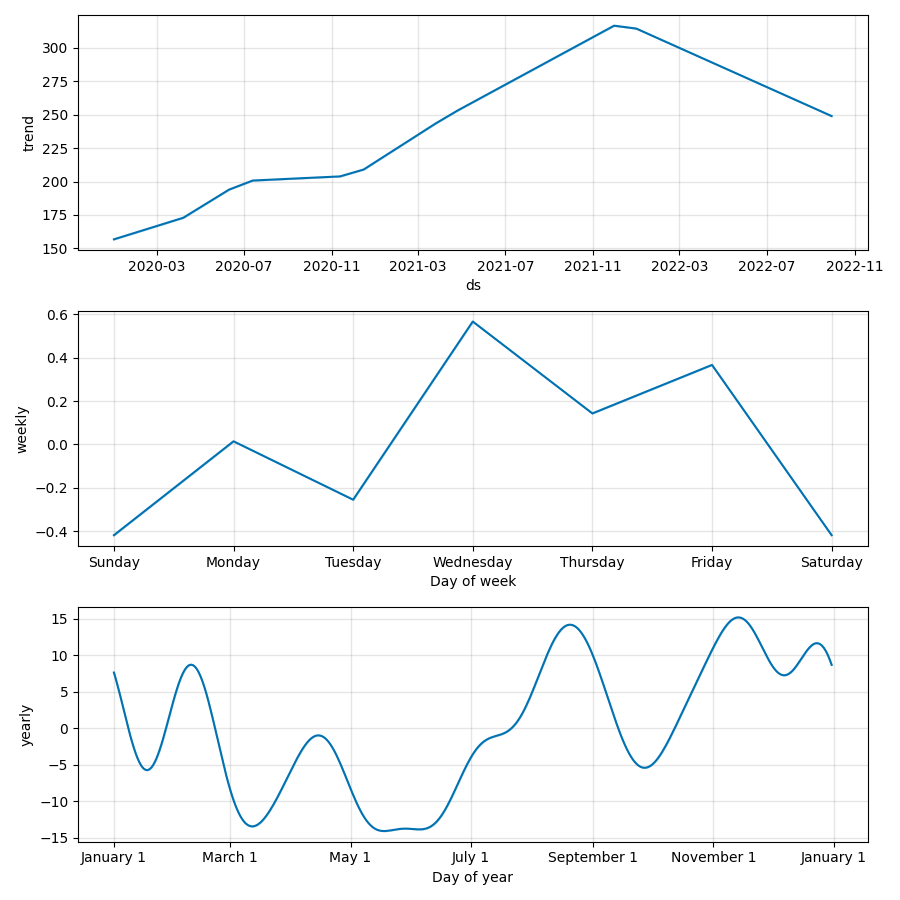 trend
300
275
250
225
200
175
150
2020-03 2020-07 2020-11 2021-03 2021-07 2021-11 2022-03 2022-07 2022-11
ds
weekly
0.6
0.4
0.2
0.0
−0.2
−0.4
Sunday Monday Tuesday Wednesday Thursday Friday Saturday
Day of week
yearly
15
10
5
0
−5
−10
−15
January 1 March 1 May 1 July 1 September 1 November 1 January 1
Day of year